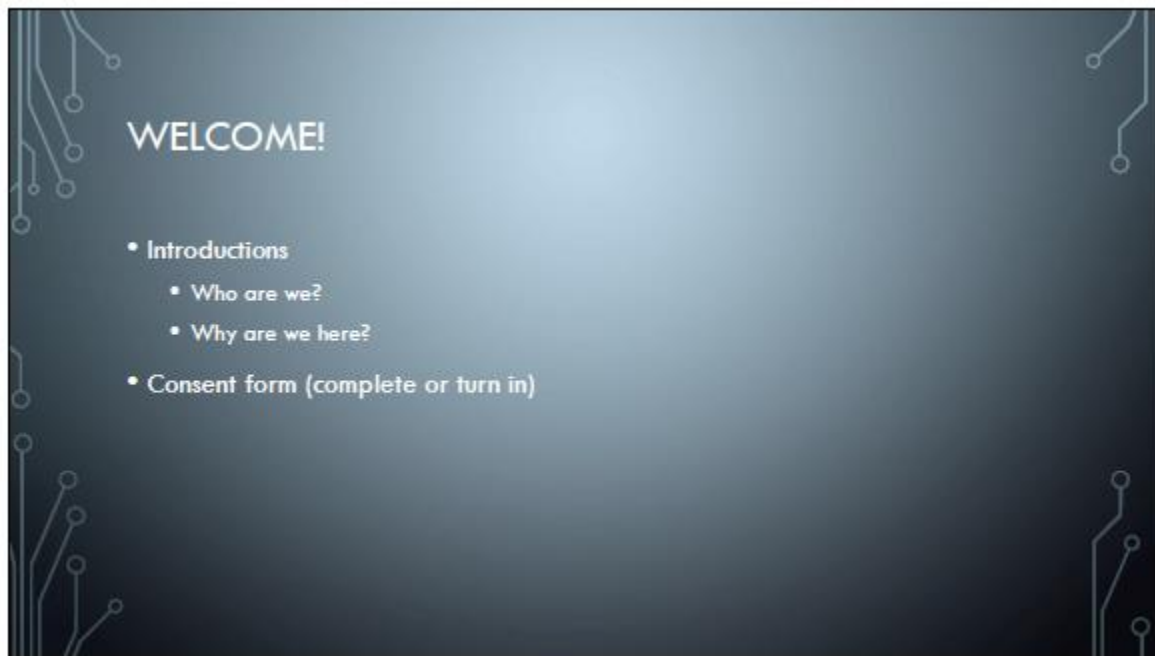 WELCOME!
• Introductions
• Who are we?
• Why are we here?
• Consent form (complete or turn in)